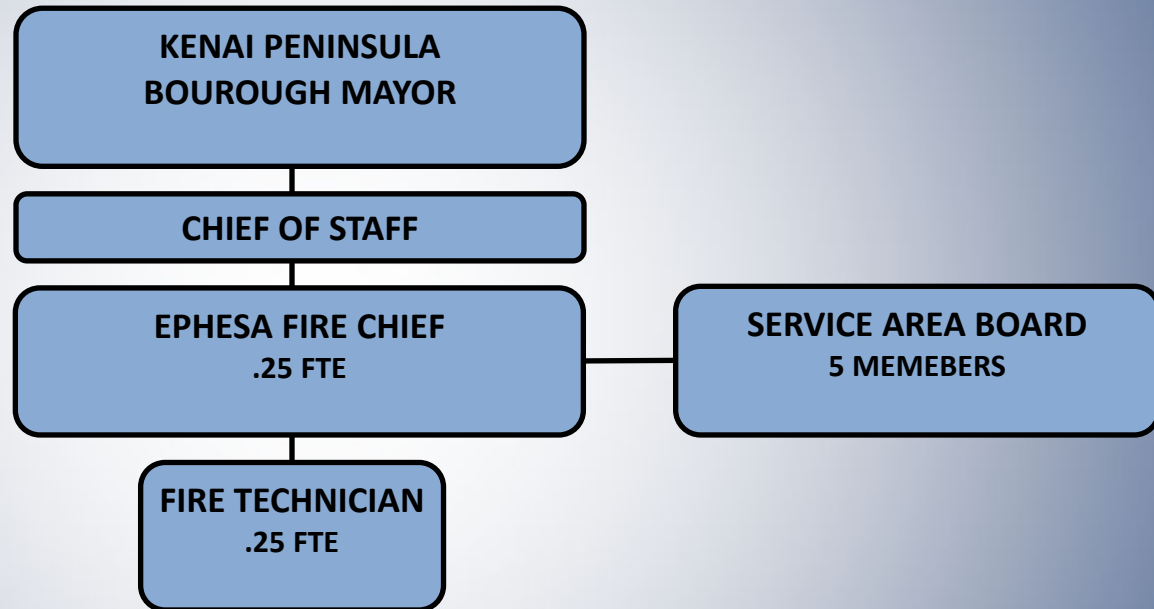 KENAI PENINSULA
BOUROUGH MAYOR
CHIEF OF STAFF
EPHESA FIRE CHIEF
.25 FTE
SERVICE AREA BOARD
5 MEMEBERS
FIRE TECHNICIAN
.25 FTE